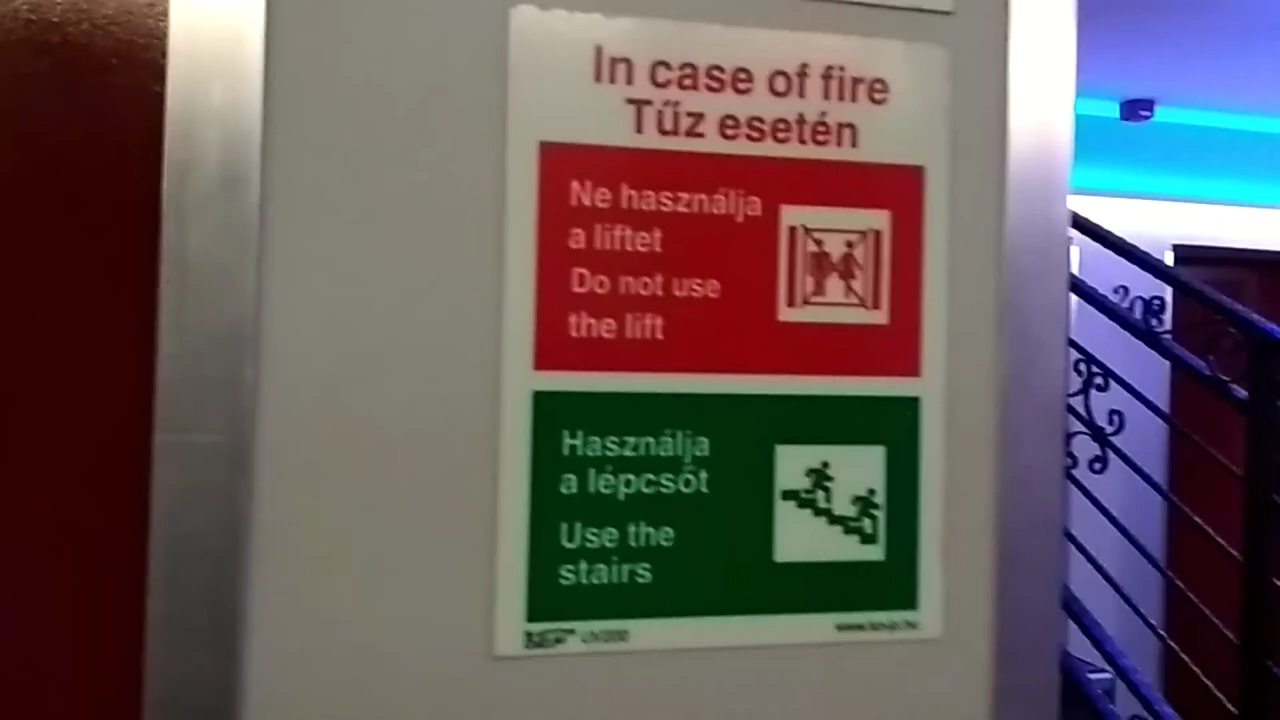 In case of fire
Tűz esetén
Ne használja
a liftet
Do not use
the lift
Használja
a lépcsőt
Use the
stairs
208